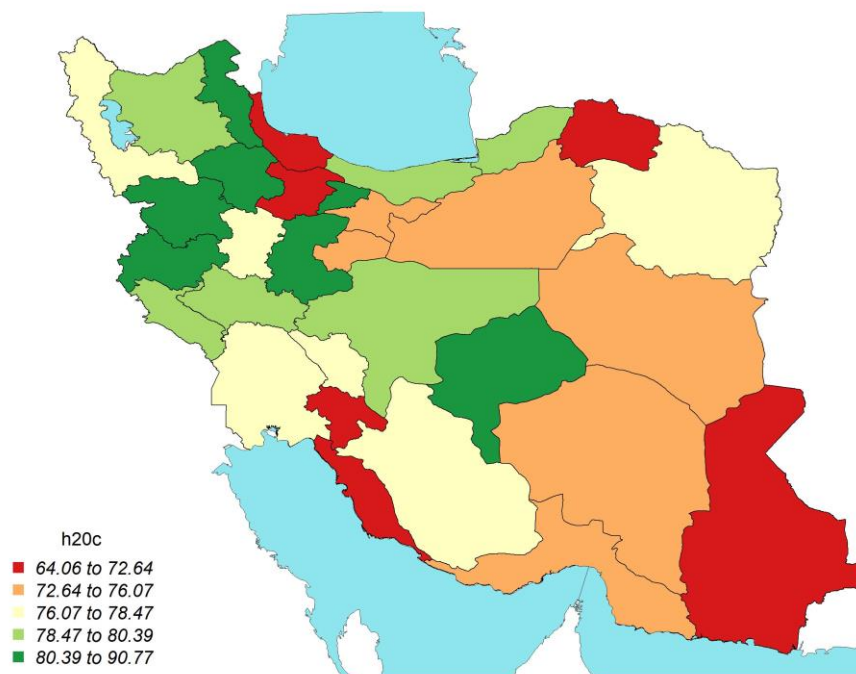 h20c
64.06 to 72.64
72.64 to 76.07
76.07 to 78.47
78.47 to 80.39
80.39 to 90.77